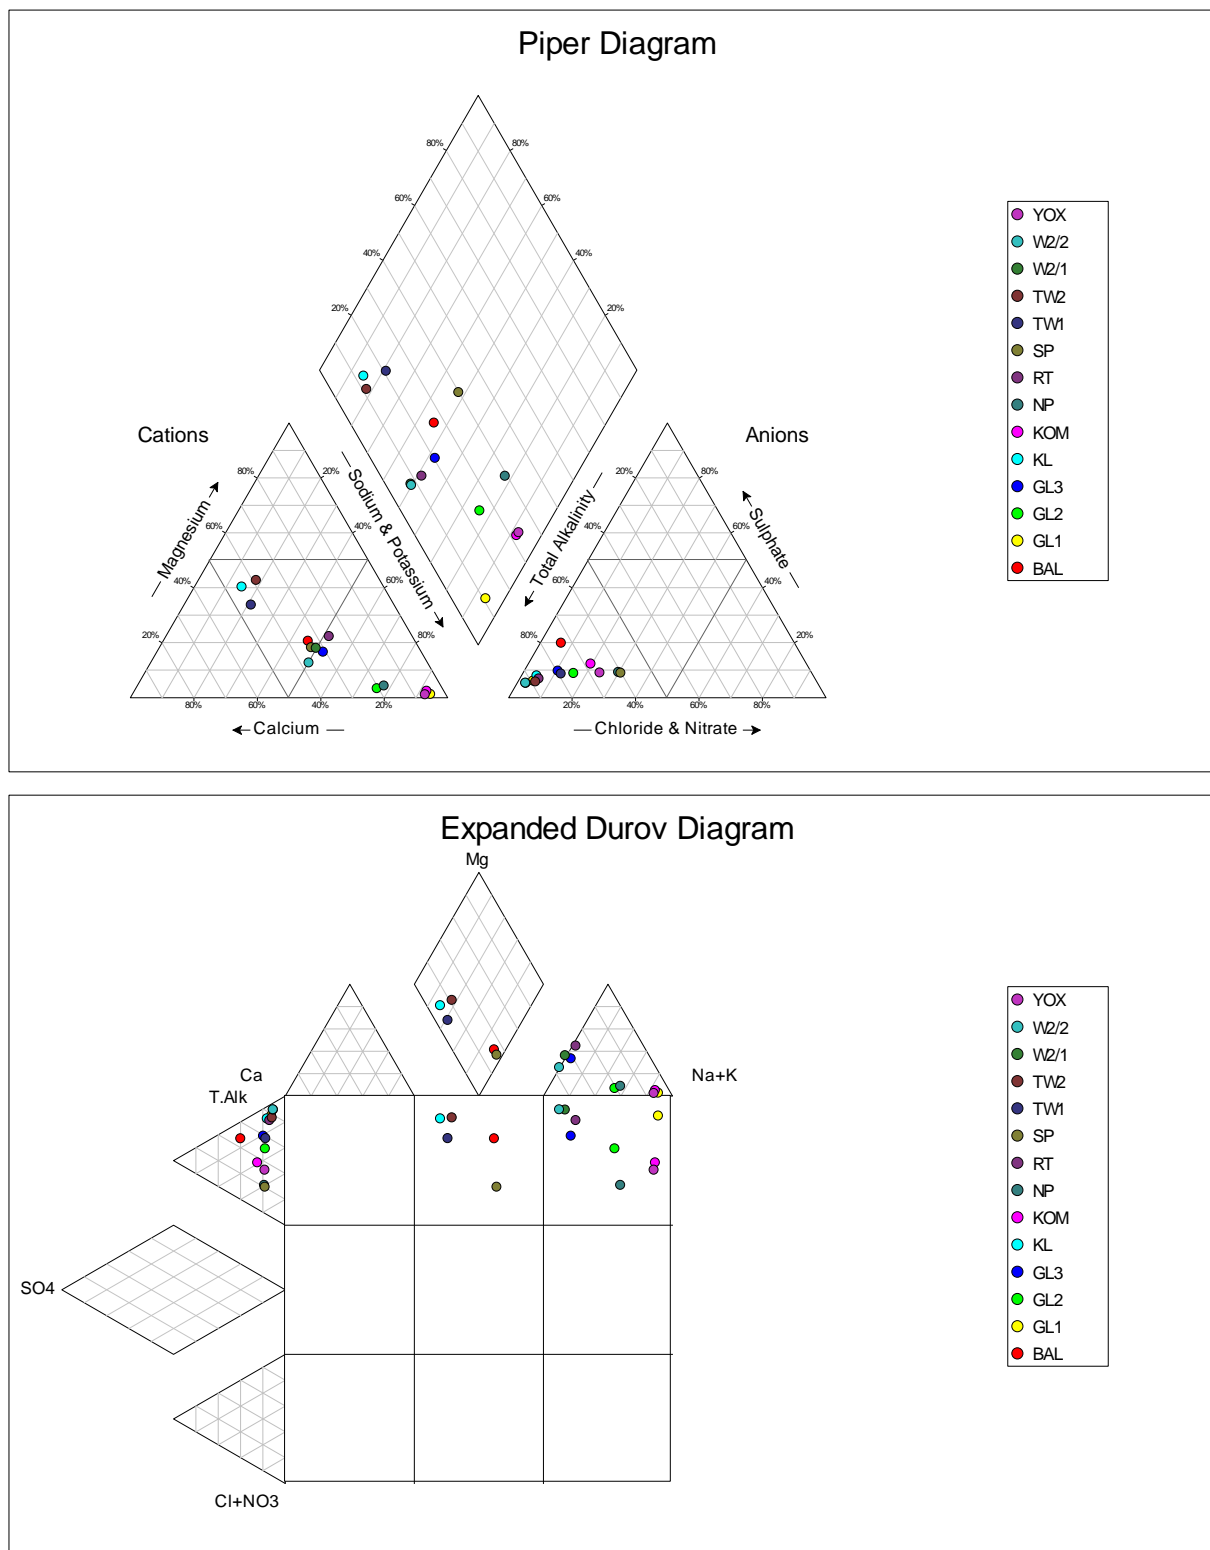 Piper Diagram
80%
80%
60%
60%
40%
40%
20%
20%
Cations
Anions
80%
20%
Magnesium
60%
40%
40%
60%
20%
80%
Sodium & Potassium
Total Alkalinity
80%
60%
40%
20%
Calcium
Sulphate
20%
80%
40%
60%
60%
40%
80%
20%
20%
40%
60%
80%
Chloride & Nitrate
YOX
W2/2
W2/1
TW2
TW1
SP
RT
NP
KOM
KL
GL3
GL2
GL1
BAL
Expanded Durov Diagram
Mg
Ca
Na+K
T.Alk
SO4
Cl+NO3
YOX
W2/2
W2/1
TW2
TW1
SP
RT
NP
KOM
KL
GL3
GL2
GL1
BAL